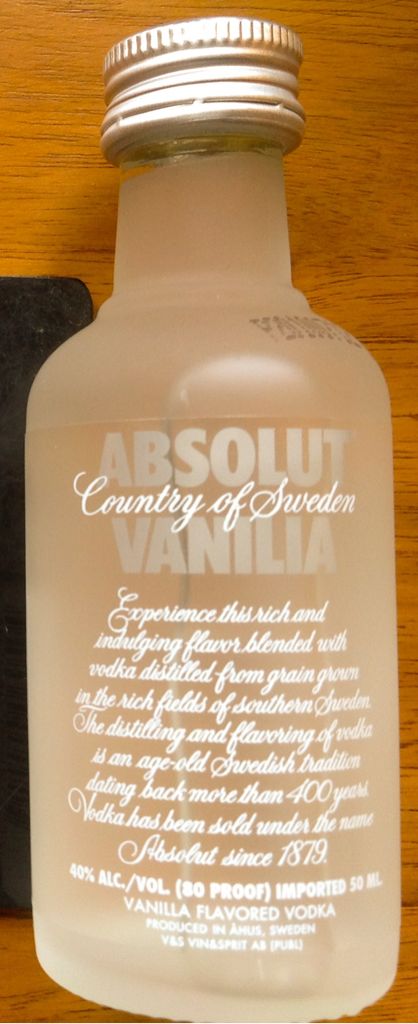 ABSOLUT
Country of Sweden
VANILIA
Experience this rich and
indulging flavor blended with
vodka distilled from grain grown
in the rich fields of southern Sweden.
The distilling and flavoring of vodka
is an age-old Swedish tradition
dating back more than 400 years.
Vodka has been sold under the name
Absolut since 1879.
40% ALC./VOL. (80 PROOF) IMPORTED 50 ML.
VANILLA FLAVORED VODKA
PRODUCED IN ÅHUS, SWEDEN
V&S VIN&SPRIT AB (PUBL)